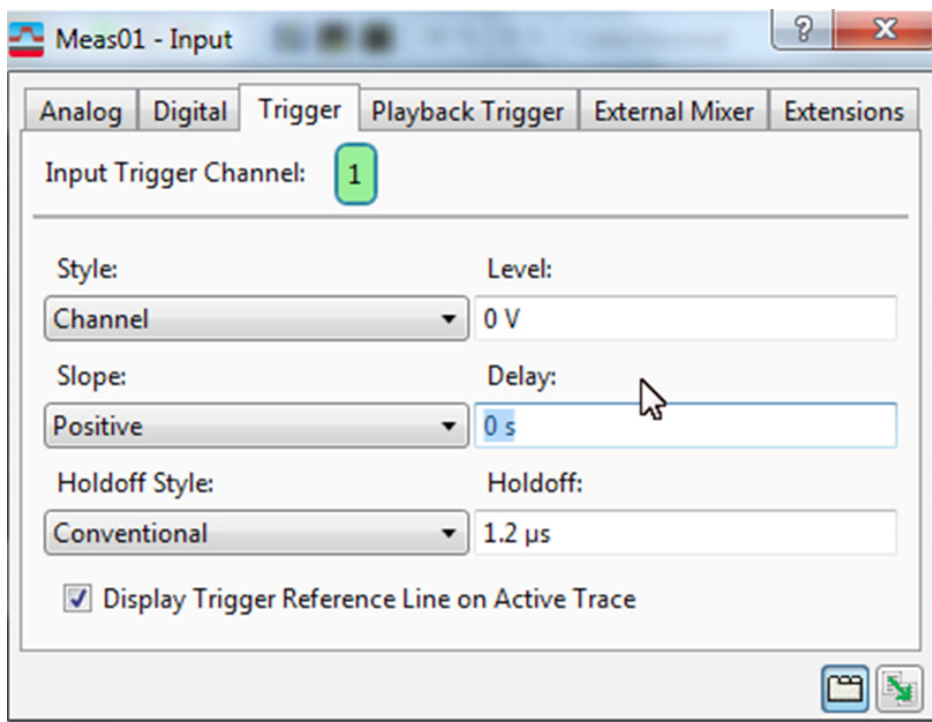 Meas01 - Input
?
Analog Digital Trigger Playback Trigger External Mixer Extensions
Input Trigger Channel: 1
Style: Level:
Channel 0 V
Slope: Delay:
Positive 0 s
Holdoff Style: Holdoff:
Conventional 1.2 µs
Display Trigger Reference Line on Active Trace